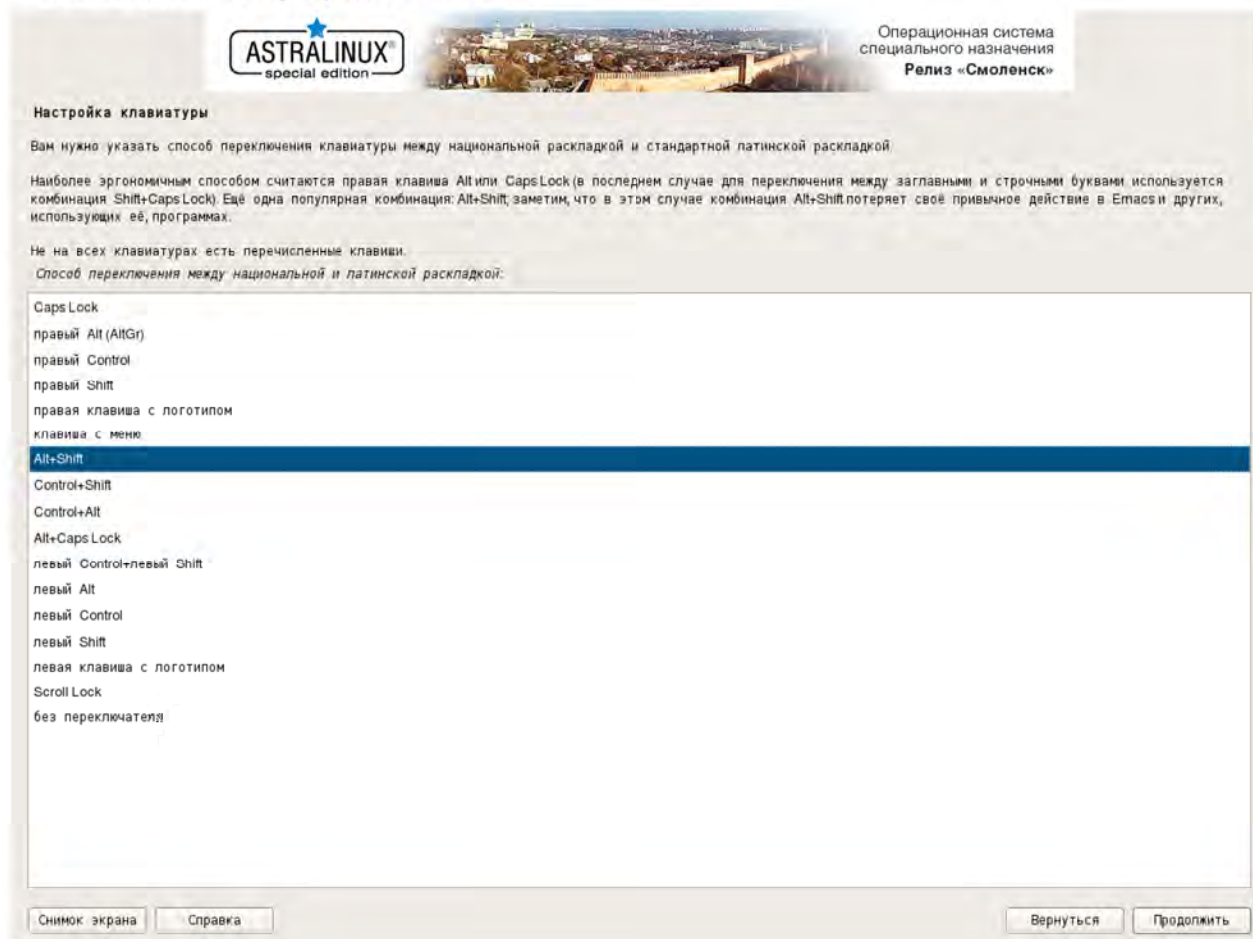 ASTRALINUX®
special edition
Операционная система
специального назначения
Релиз «Смоленск»
Настройка клавиатуры
Вам нужно указать способ переключения клавиатуры между национальной раскладкой и стандартной латинской раскладкой.
Наиболее эргономичным способом считаются правая клавиша Alt или Caps Lock (в последнем случае для переключения между заглавными и строчными буквами используется
комбинация Shift+Caps Lock). Ещё одна популярная комбинация: Alt+Shift; заметим, что в этом случае комбинация Alt+Shift потеряет своё привычное действие в Emacs и других,
использующих её, программах.
Не на всех клавиатурах есть перечисленные клавиши.
Способ переключения между национальной и латинской раскладкой:
Caps Lock
правый Alt (AltGr)
правый Control
правый Shift
правая клавиша с логотипом
клавиша с меню
Alt+Shift
Control+Shift
Control+Alt
Alt+Caps Lock
левый Control+левый Shift
левый Alt
левый Control
левый Shift
левая клавиша с логотипом
Scroll Lock
без переключателя
Снимок экрана
Справка
Вернуться
Продолжить